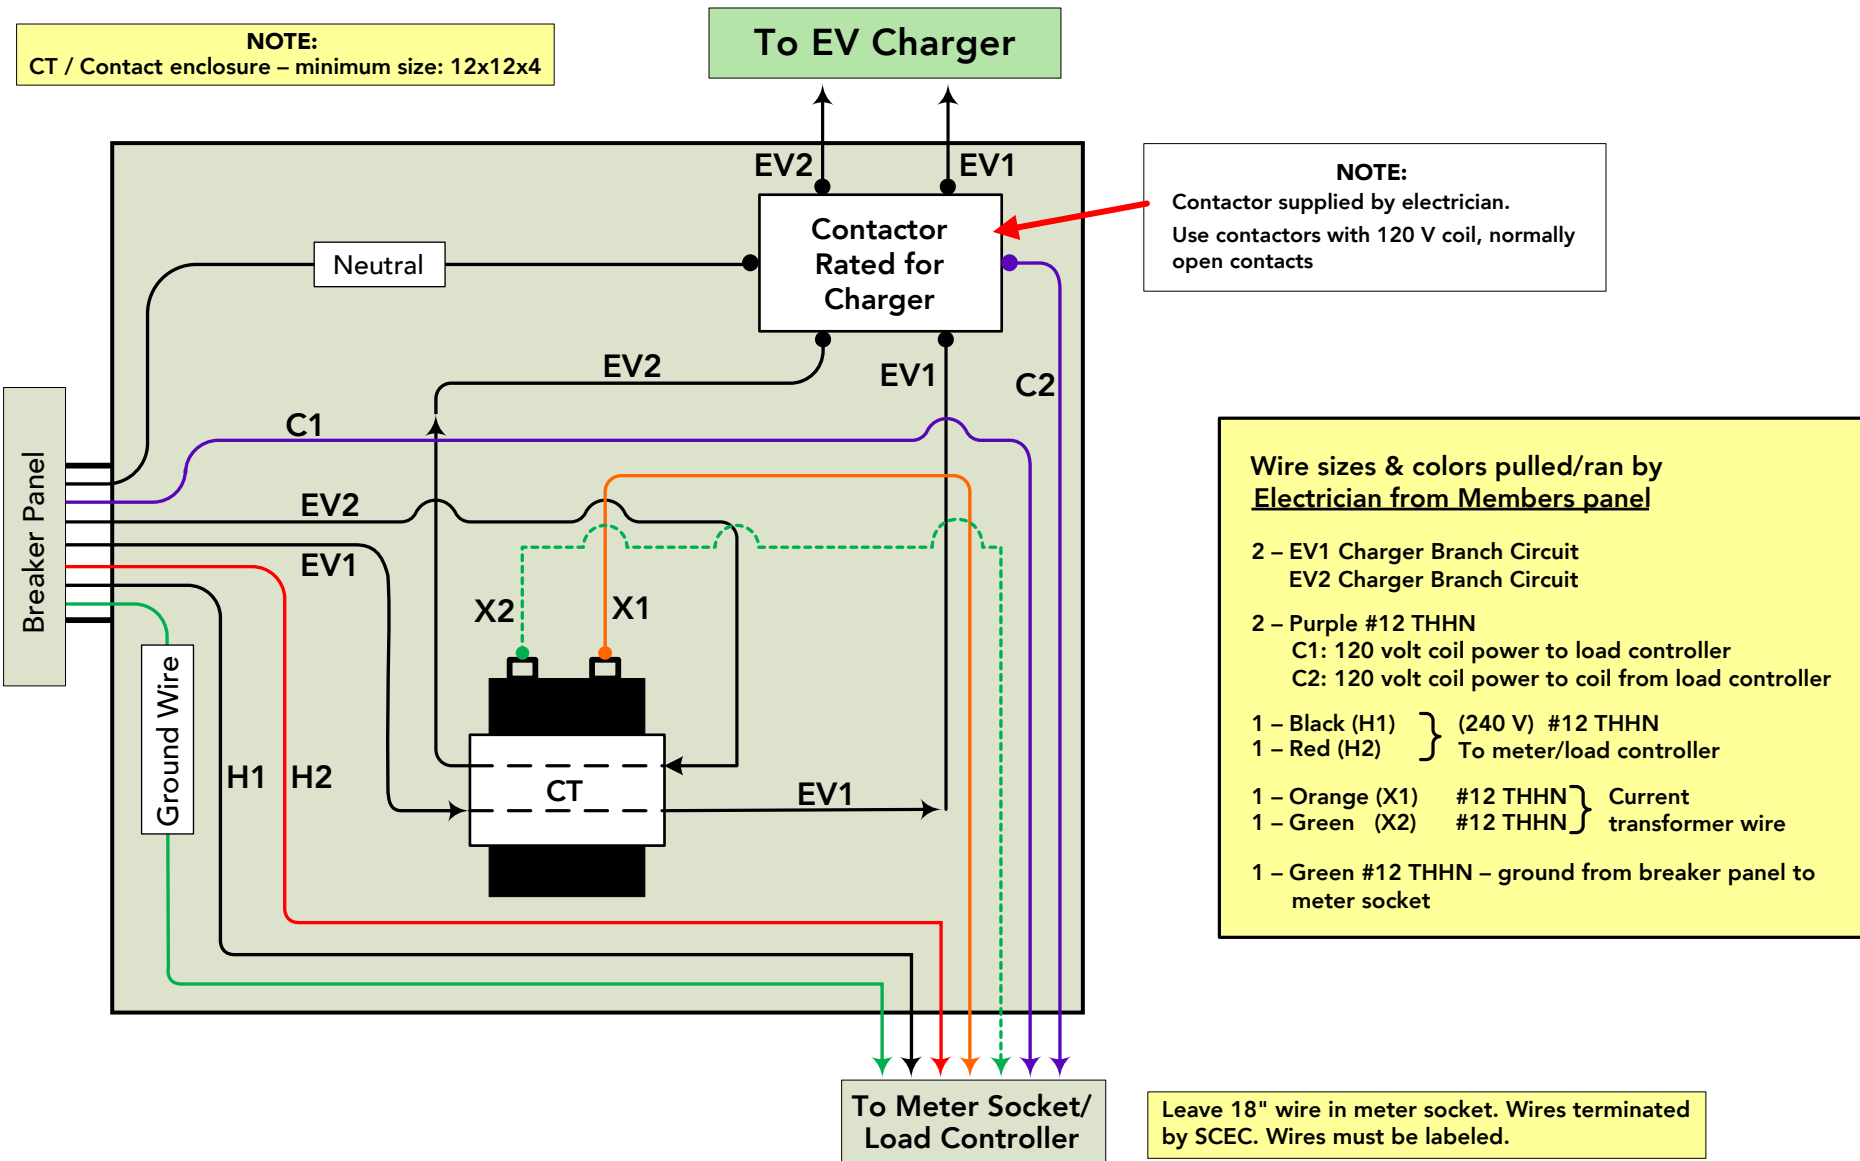 NOTE:
CT / Contact enclosure – minimum size: 12x12x4
To EV Charger
EV2
EV1
NOTE:
Contactor supplied by electrician.
Use contactors with 120 V coil, normally
open contacts
Contactor
Rated for
Charger
Neutral
EV2
EV1
C2
C1
Breaker Panel
EV2
EV1
X2
X1
Ground Wire
H1
H2
CT
EV1
Wire sizes & colors pulled/ran by
Electrician from Members panel
2 – EV1 Charger Branch Circuit
EV2 Charger Branch Circuit
2 – Purple #12 THHN
C1: 120 volt coil power to load controller
C2: 120 volt coil power to coil from load controller
1 – Black (H1) (240 V) #12 THHN
1 – Red (H2) To meter/load controller
1 – Orange (X1) #12 THHN Current
1 – Green (X2) #12 THHN transformer wire
1 – Green #12 THHN – ground from breaker panel to
meter socket
To Meter Socket/
Load Controller
Leave 18" wire in meter socket. Wires terminated
by SCEC. Wires must be labeled.